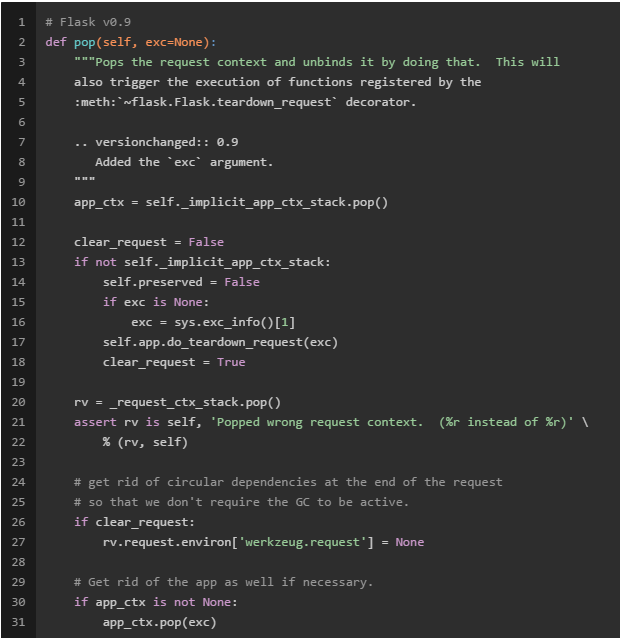 1 # Flask v0.9
2 def pop(self, exc=None):
3     """Pops the request context and unbinds it by doing that.  This will
4     also trigger the execution of functions registered by the
5     :meth:`~flask.Flask.teardown_request` decorator.
6
7     .. versionchanged:: 0.9
8        Added the `exc` argument.
9     """
10     app_ctx = self._implicit_app_ctx_stack.pop()
11
12     clear_request = False
13     if not self._implicit_app_ctx_stack:
14         self.preserved = False
15         if exc is None:
16             exc = sys.exc_info()[1]
17         self.app.do_teardown_request(exc)
18         clear_request = True
19
20     rv = _request_ctx_stack.pop()
21     assert rv is self, 'Popped wrong request context.  (%r instead of %r)' \
22         % (rv, self)
23
24     # get rid of circular dependencies at the end of the request
25     # so that we don't require the GC to be active.
26     if clear_request:
27         rv.request.environ['werkzeug.request'] = None
28
29     # Get rid of the app as well if necessary.
30     if app_ctx is not None:
31         app_ctx.pop(exc)